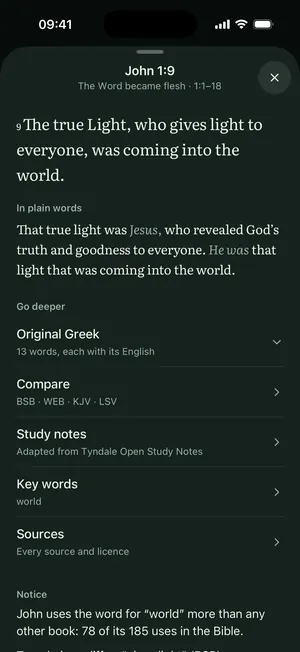 09:41
John 1:9
The Word became flesh · 1:1–18
9 The true Light, who gives light to
everyone, was coming into the
world.
In plain words
That true light was Jesus, who revealed God’s
truth and goodness to everyone. He was that
light that was coming into the world.
Go deeper
Original Greek
13 words, each with its English
Compare
BSB · WEB · KJV · LSV
Study notes
Adapted from Tyndale Open Study Notes
Key words
world
Sources
Every source and licence
Notice
John uses the word for “world” more than any
other book: 78 of its 185 uses in the Bible.